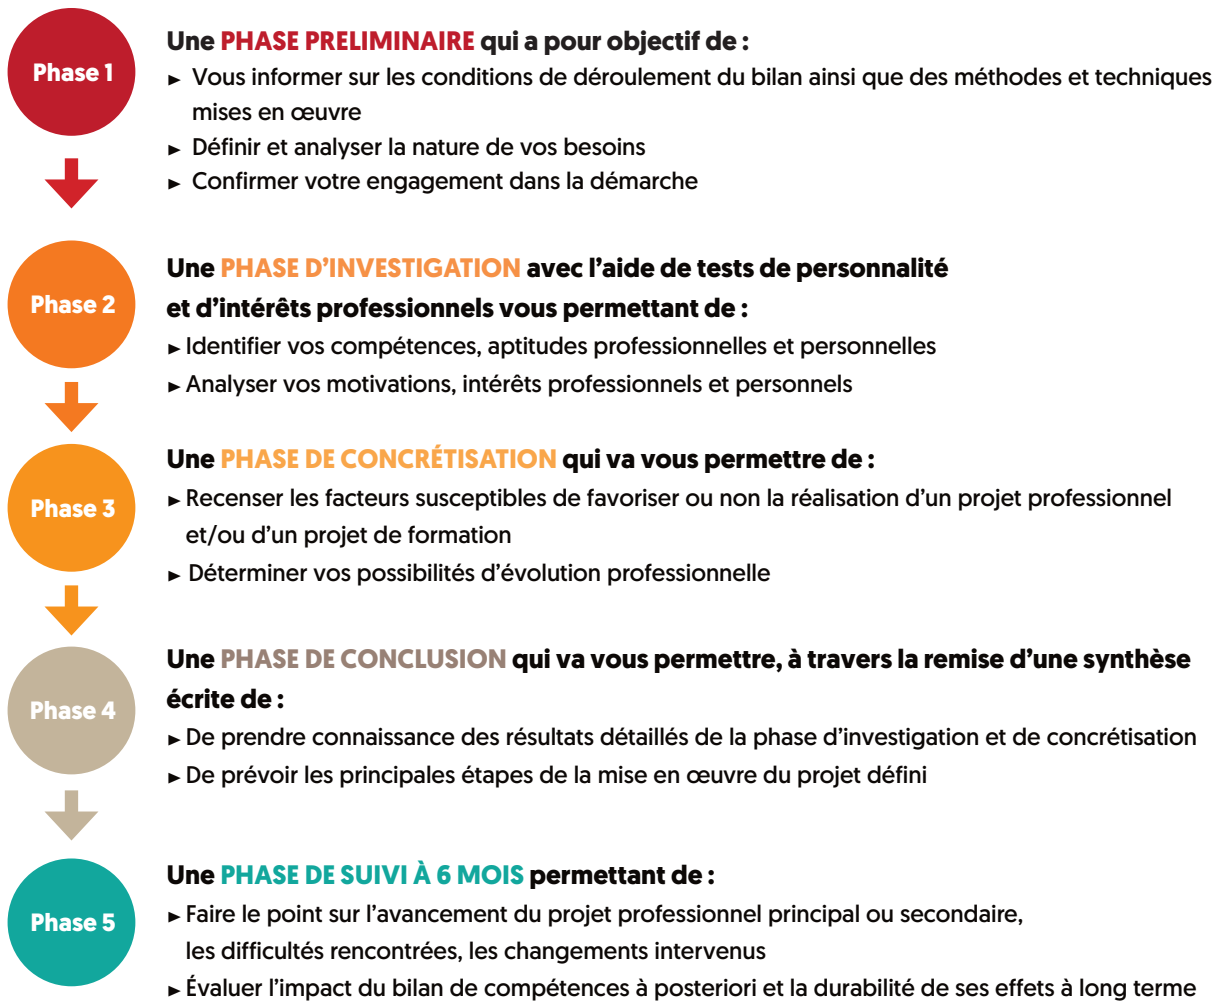 Phase 1
Une PHASE PRELIMINAIRE qui a pour objectif de :
► Vous informer sur les conditions de déroulement du bilan ainsi que des méthodes et techniques
mises en œuvre
► Définir et analyser la nature de vos besoins
► Confirmer votre engagement dans la démarche
Phase 2
Une PHASE D’INVESTIGATION avec l’aide de tests de personnalité
et d’intérêts professionnels vous permettant de :
► Identifier vos compétences, aptitudes professionnelles et personnelles
► Analyser vos motivations, intérêts professionnels et personnels
Phase 3
Une PHASE DE CONCRÉTISATION qui va vous permettre de :
► Recenser les facteurs susceptibles de favoriser ou non la réalisation d’un projet professionnel
et/ou d’un projet de formation
► Déterminer vos possibilités d’évolution professionnelle
Phase 4
Une PHASE DE CONCLUSION qui va vous permettre, à travers la remise d’une synthèse
écrite de :
► De prendre connaissance des résultats détaillés de la phase d’investigation et de concrétisation
► De prévoir les principales étapes de la mise en œuvre du projet défini
Phase 5
Une PHASE DE SUIVI À 6 MOIS permettant de :
► Faire le point sur l’avancement du projet professionnel principal ou secondaire,
les difficultés rencontrées, les changements intervenus
► Évaluer l’impact du bilan de compétences à posteriori et la durabilité de ses effets à long terme